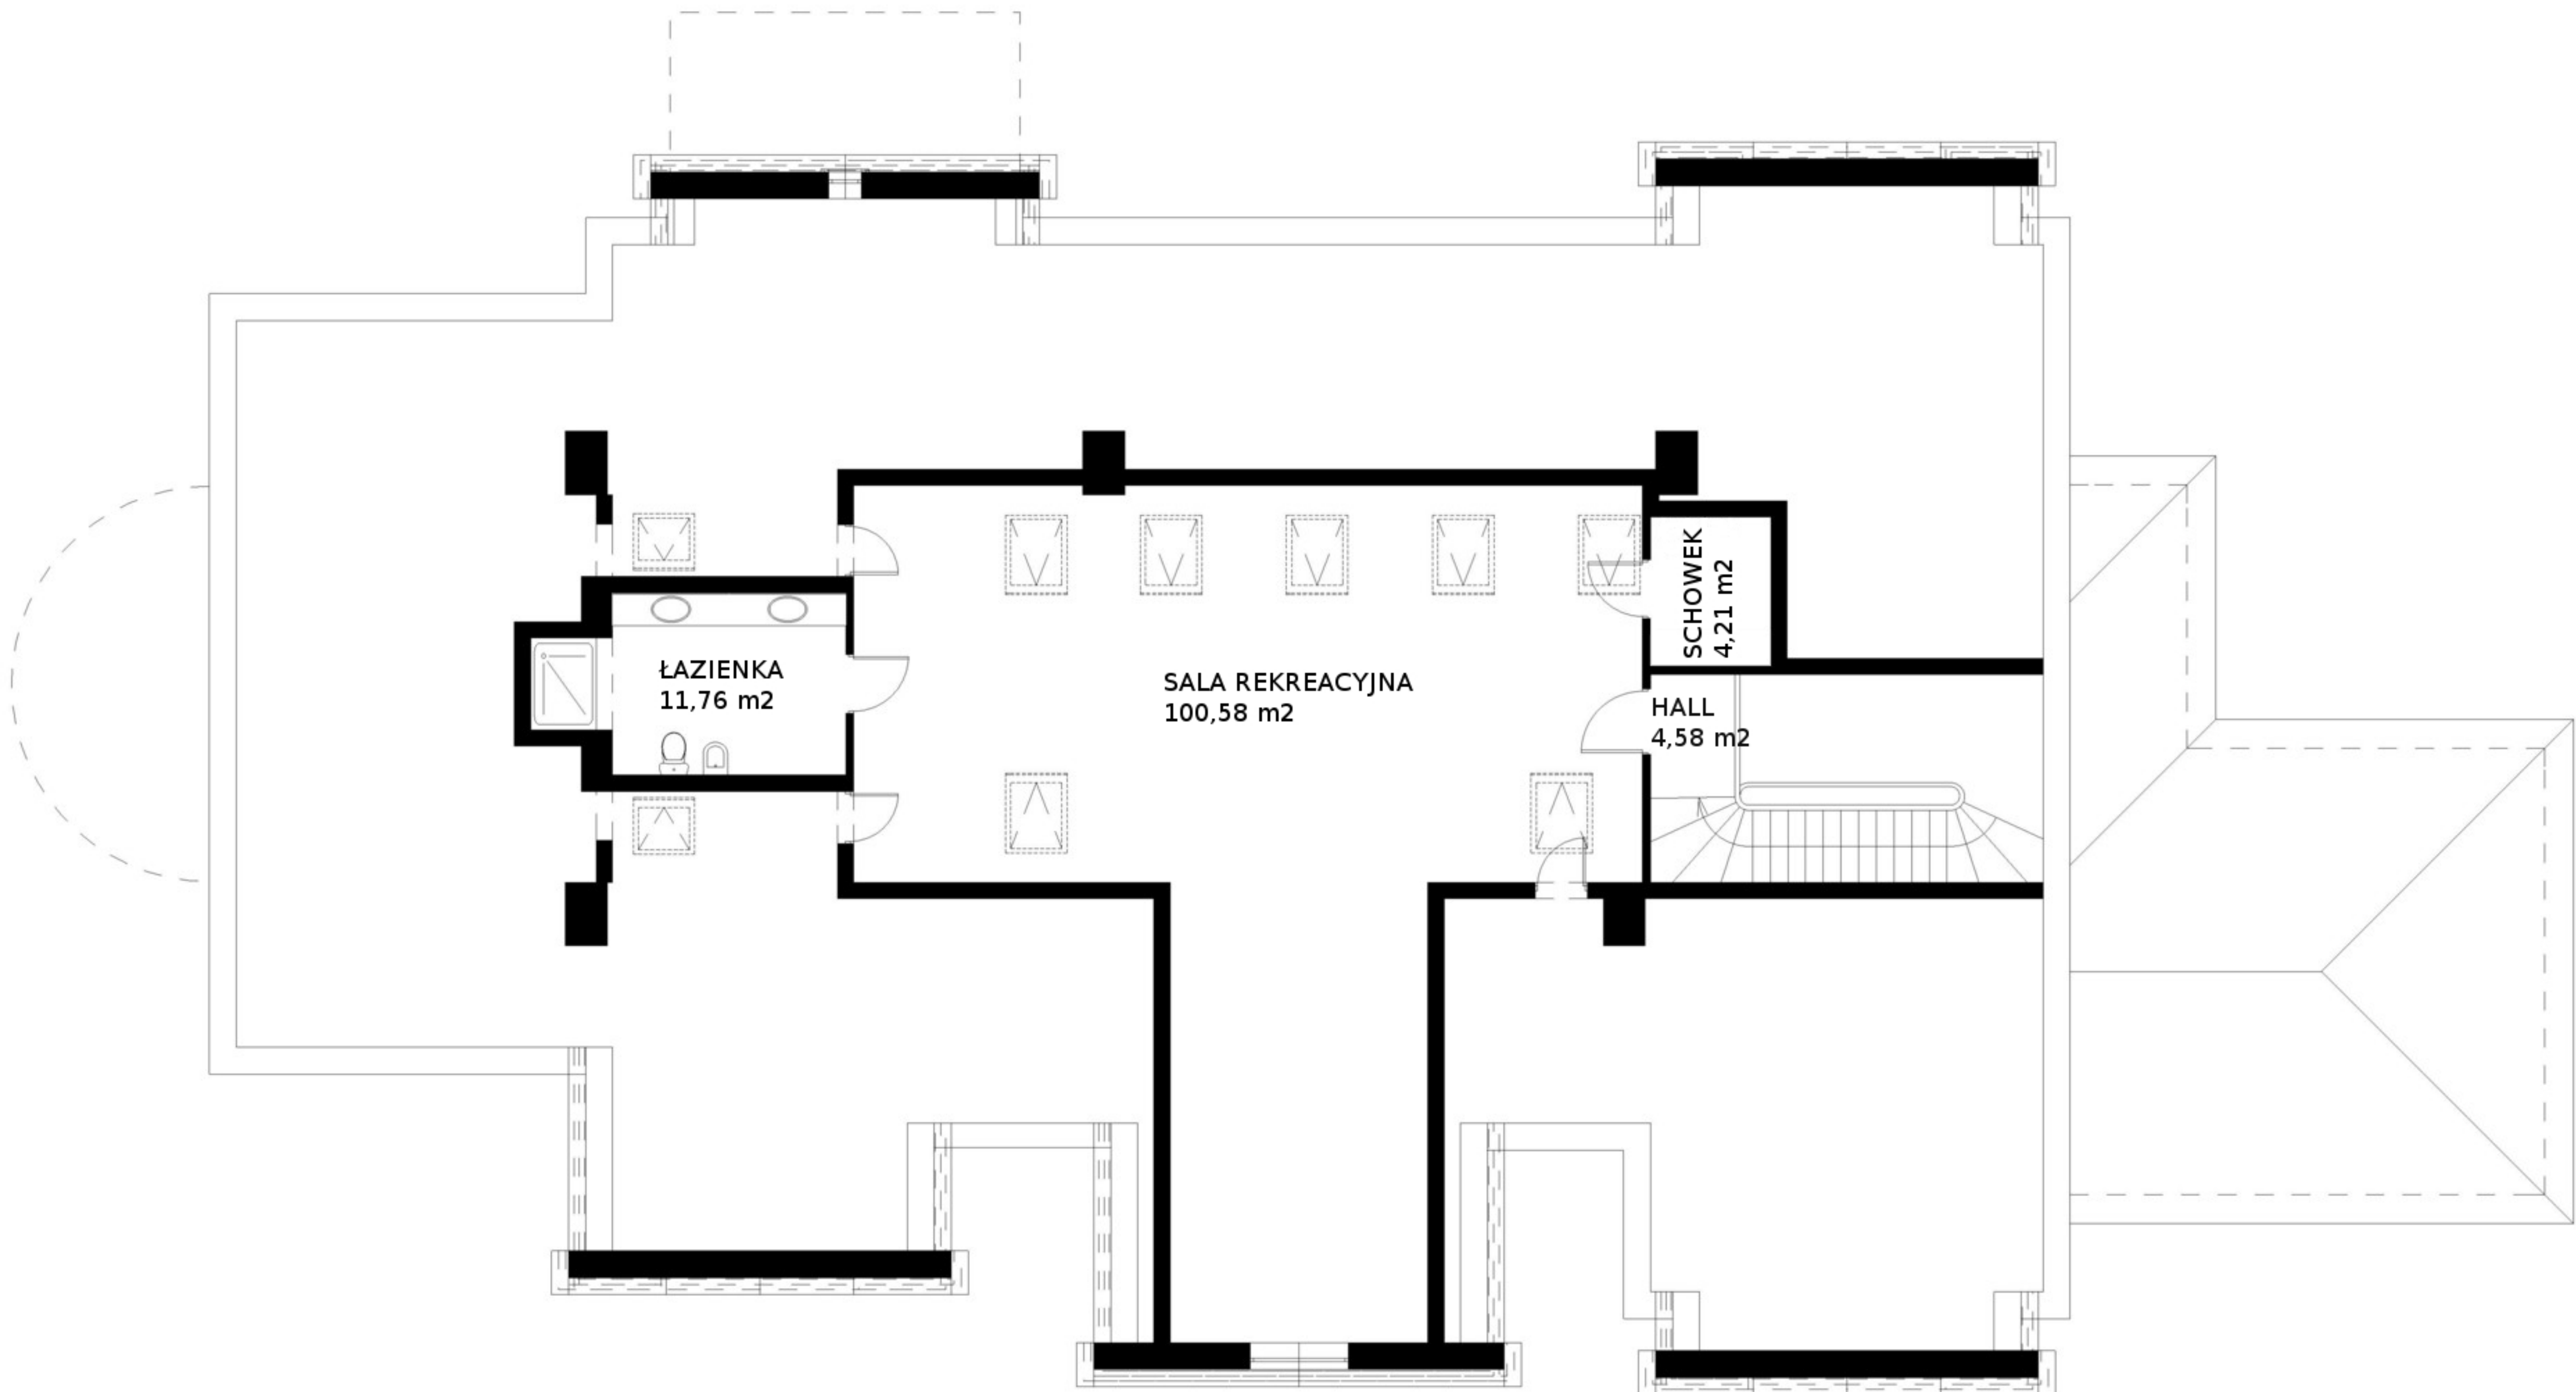 ŁAZIENKA
11,76 m2
SALA REKREACYJNA
100,58 m2
SCHOWEK
4,21 m2
HALL
4,58 m2